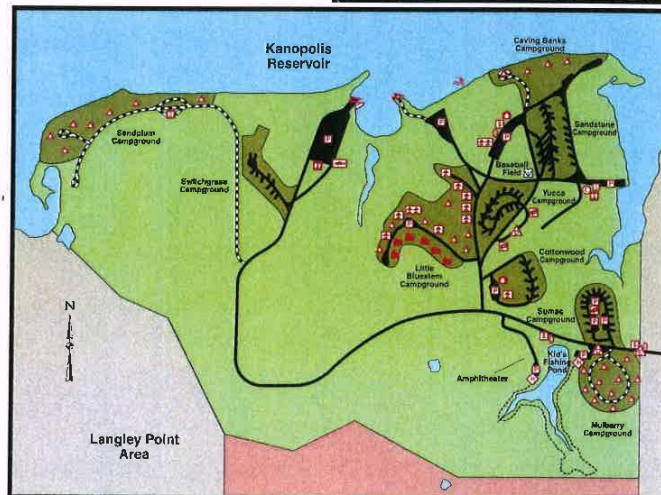 Kanopolis
Reservoir
Caving Banks
Campground
Sandplum
Campground
Switchgrass
Campground
Sandstone
Campground
Baseball
Field
Yucca
Campground
Little
Bluestem
Campground
Cottonwood
Campground
Sumac
Campground
N
Kid's
Fishing
Pond
Amphitheater
Mulberry
Campground
Langley Point
Area